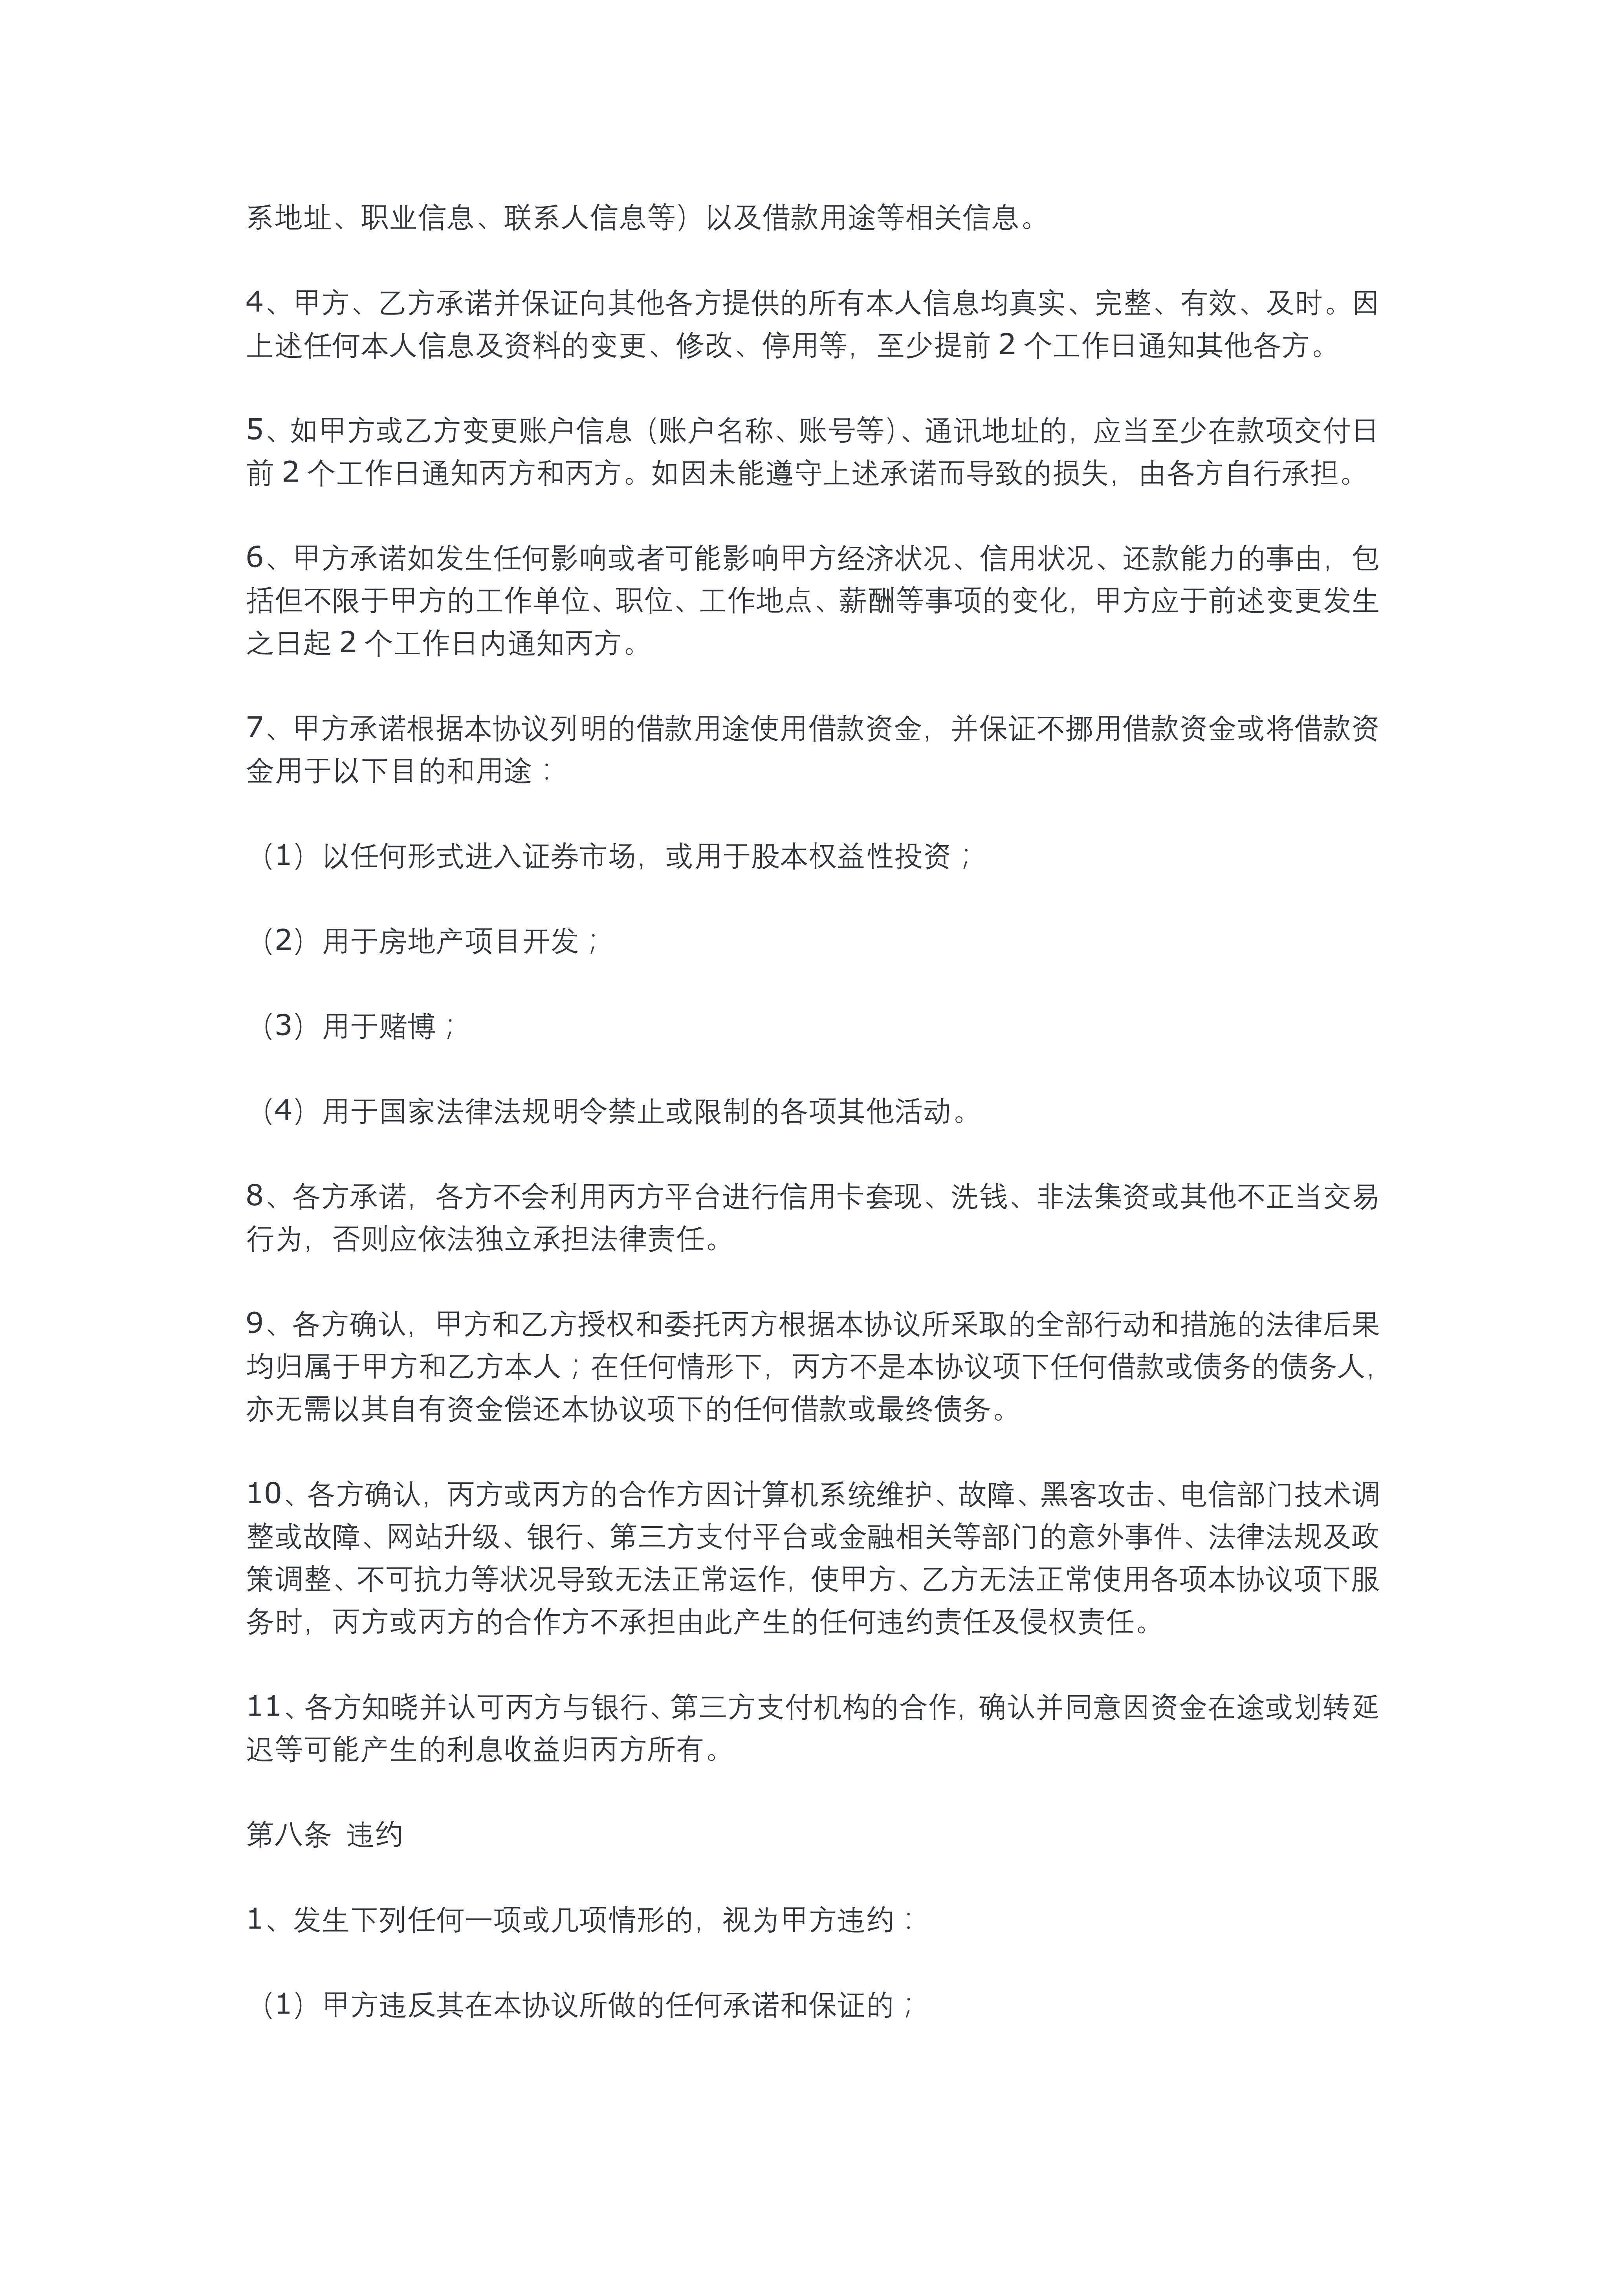 系地址、职业信息、联系人信息等）以及借款用途等相关信息。
4、甲方、乙方承诺并保证向其他各方提供的所有本人信息均真实、完整、有效、及时。因
上述任何本人信息及资料的变更、修改、停用等，至少提前 2 个工作日通知其他各方。
5、如甲方或乙方变更账户信息（账户名称、账号等）、通讯地址的，应当至少在款项交付日
前 2 个工作日通知丙方和丙方。如因未能遵守上述承诺而导致的损失，由各方自行承担。
6、甲方承诺如发生任何影响或者可能影响甲方经济状况、信用状况、还款能力的事由，包
括但不限于甲方的工作单位、职位、工作地点、薪酬等事项的变化，甲方应于前述变更发生
之日起 2 个工作日内通知丙方。
7、甲方承诺根据本协议列明的借款用途使用借款资金，并保证不挪用借款资金或将借款资
金用于以下目的和用途：
（1）以任何形式进入证券市场，或用于股本权益性投资；
（2）用于房地产项目开发；
（3）用于赌博；
（4）用于国家法律法规明令禁止或限制的各项其他活动。
8、各方承诺，各方不会利用丙方平台进行信用卡套现、洗钱、非法集资或其他不正当交易
行为，否则应依法独立承担法律责任。
9、各方确认，甲方和乙方授权和委托丙方根据本协议所采取的全部行动和措施的法律后果
均归属于甲方和乙方本人；在任何情形下，丙方不是本协议项下任何借款或债务的债务人，
亦无需以其自有资金偿还本协议项下的任何借款或最终债务。
10、各方确认，丙方或丙方的合作方因计算机系统维护、故障、黑客攻击、电信部门技术调
整或故障、网站升级、银行、第三方支付平台或金融相关等部门的意外事件、法律法规及政
策调整、不可抗力等状况导致无法正常运作，使甲方、乙方无法正常使用各项本协议项下服
务时，丙方或丙方的合作方不承担由此产生的任何违约责任及侵权责任。
11、各方知晓并认可丙方与银行、第三方支付机构的合作，确认并同意因资金在途或划转延
迟等可能产生的利息收益归丙方所有。
第八条 违约
1、发生下列任何一项或几项情形的，视为甲方违约：
（1）甲方违反其在本协议所做的任何承诺和保证的；